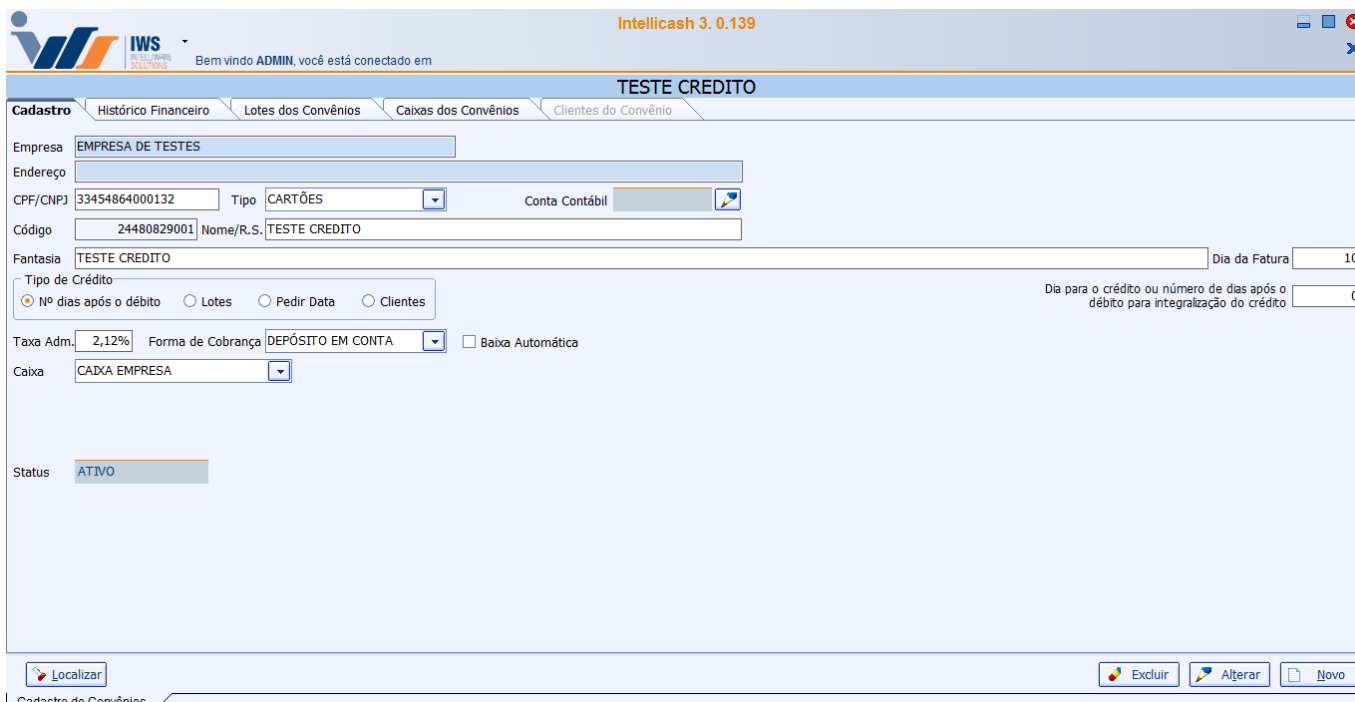 Intellicash 3. 0.139
IWS
INTELLIWARE
SOLUTIONS
Bem vindo ADMIN, você está conectado em
TESTE CREDITO
Cadastro Histórico Financeiro Lotes dos Convênios Caixas dos Convênios Clientes do Convênio
Empresa EMPRESA DE TESTES
Endereço
CPF/CNPJ 33454864000132 Tipo CARTÕES Conta Contábil
Código 24480829001 Nome/R.S. TESTE CREDITO
Fantasia TESTE CREDITO Dia da Fatura 10
Tipo de Crédito
Nº dias após o débito Lotes Pedir Data Clientes
Dia para o crédito ou número de dias após o
débito para integralização do crédito 0
Taxa Adm. 2,12% Forma de Cobrança DEPÓSITO EM CONTA Baixa Automática
Caixa CAIXA EMPRESA
Status ATIVO
Localizar Excluir Alterar Novo
Cadastro de Convênios